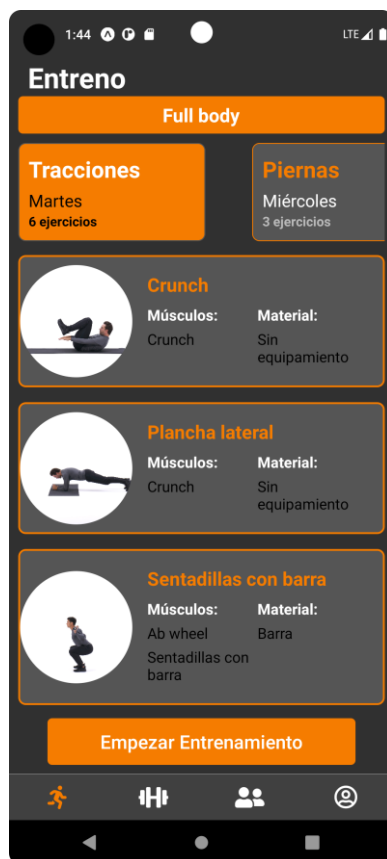 1:44 LTE
Entreno
Full body
Tracciones
Martes
6 ejercicios
Piernas
Miércoles
3 ejercicios
Crunch
Músculos: Material:
Crunch Sin
equipamiento
Plancha lateral
Músculos: Material:
Crunch Sin
equipamiento
Sentadillas con barra
Músculos: Material:
Ab wheel Barra
Sentadillas con
barra
Empezar Entrenamiento